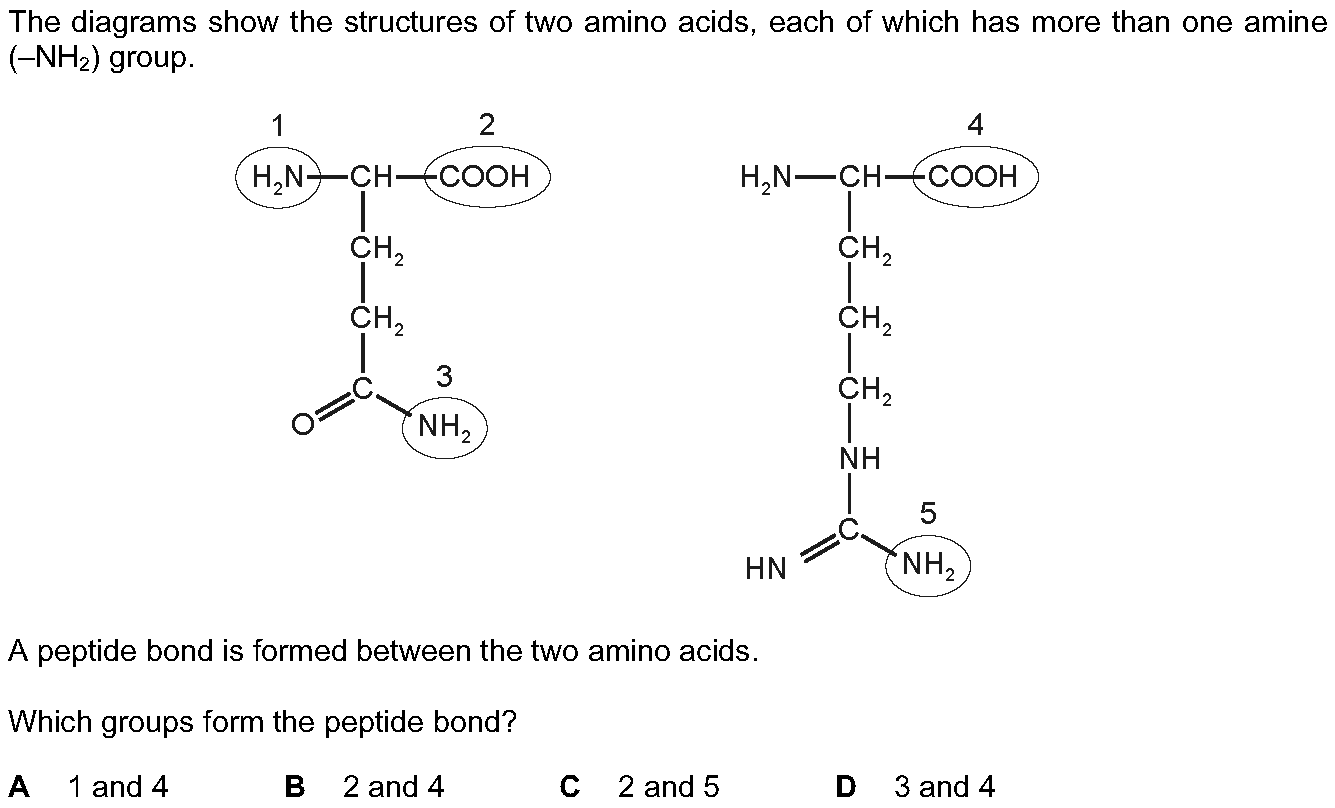 The diagrams show the structures of two amino acids, each of which has more than one amine
(–NH₂) group.
1 2 4
H₂N CH COOH H₂N CH COOH
CH₂ CH₂
CH₂ CH₂
3
C CH₂
O NH₂
NH
5
C
HN NH₂
A peptide bond is formed between the two amino acids.
Which groups form the peptide bond?
A 1 and 4 B 2 and 4 C 2 and 5 D 3 and 4